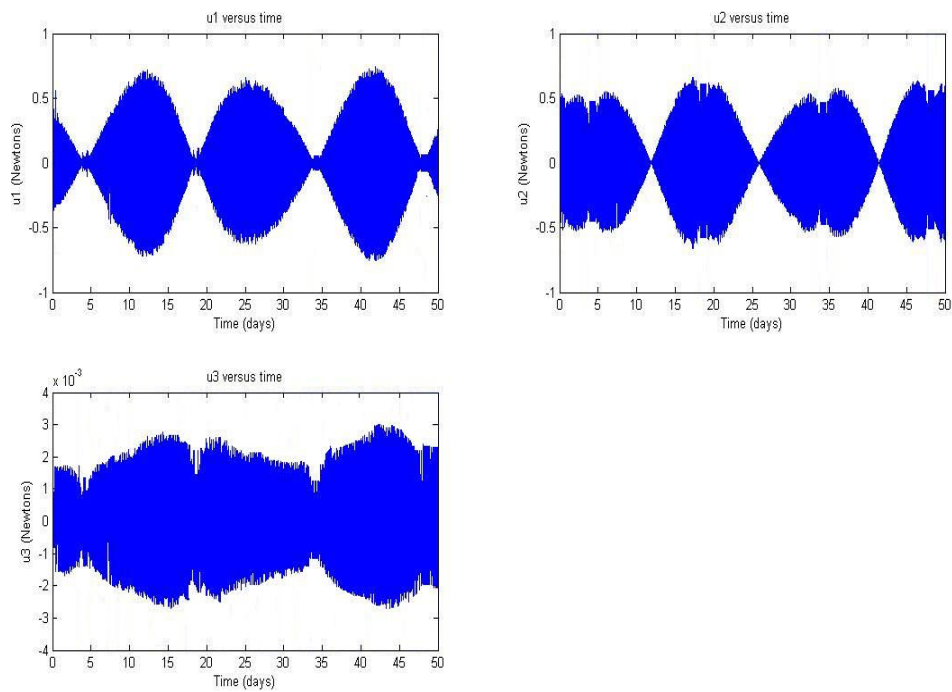 u1 versus time
1
0.5
0
-0.5
-1
u1 (Newtons)
0 5 10 15 20 25 30 35 40 45 50
Time (days)
u2 versus time
1
0.5
0
-0.5
-1
u2 (Newtons)
0 5 10 15 20 25 30 35 40 45 50
Time (days)
u3 versus time
x 10^-3
4
3
2
1
0
-1
-2
-3
-4
u3 (Newtons)
0 5 10 15 20 25 30 35 40 45 50
Time (days)